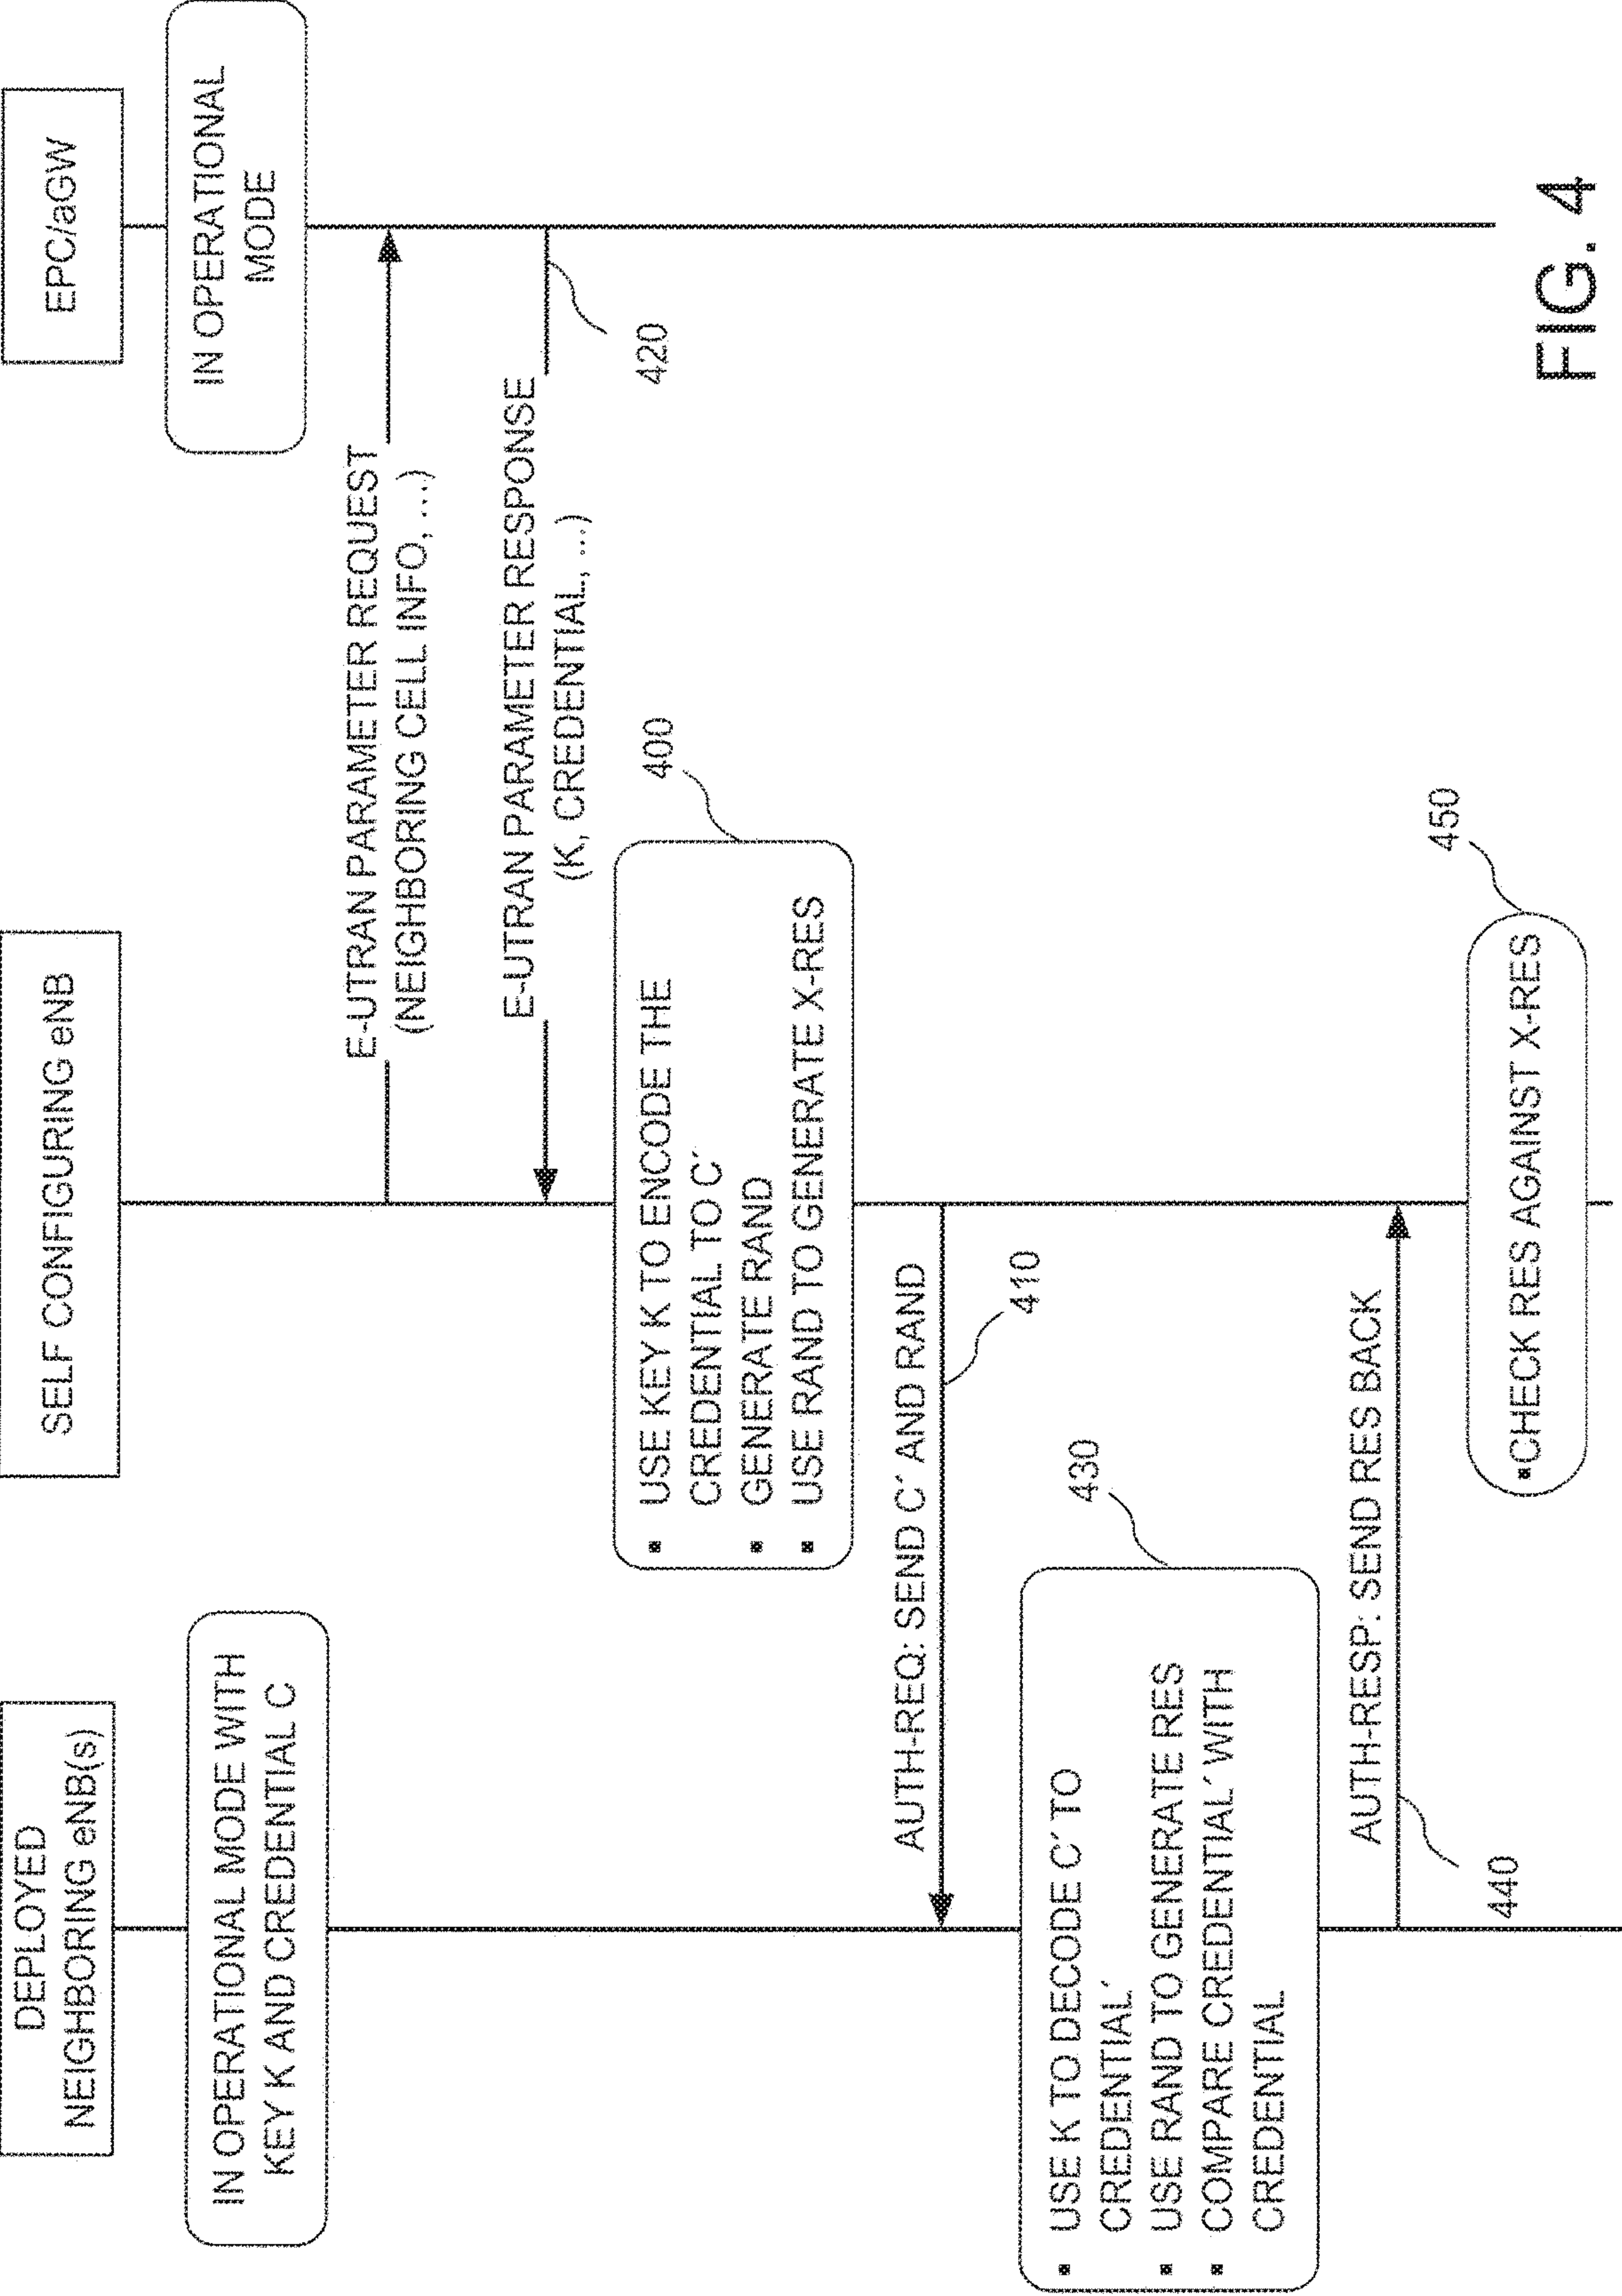 DEPLOYED
NEIGHBORING eNB(s)
SELF CONFIGURING eNB
EPC/aGW
IN OPERATIONAL MODE WITH
KEY K AND CREDENTIAL C
IN OPERATIONAL
MODE
E-UTRAN PARAMETER REQUEST
(NEIGHBORING CELL INFO, ...)
E-UTRAN PARAMETER RESPONSE
(K, CREDENTIAL, ...)
420
400
▪ USE KEY K TO ENCODE THE
CREDENTIAL TO C´
▪ GENERATE RAND
▪ USE RAND TO GENERATE X-RES
AUTH-REQ: SEND C´ AND RAND
410
430
▪ USE K TO DECODE C´ TO
CREDENTIAL´
▪ USE RAND TO GENERATE RES
▪ COMPARE CREDENTIAL´ WITH
CREDENTIAL
AUTH-RESP: SEND RES BACK
440
450
▪CHECK RES AGAINST X-RES
FIG. 4